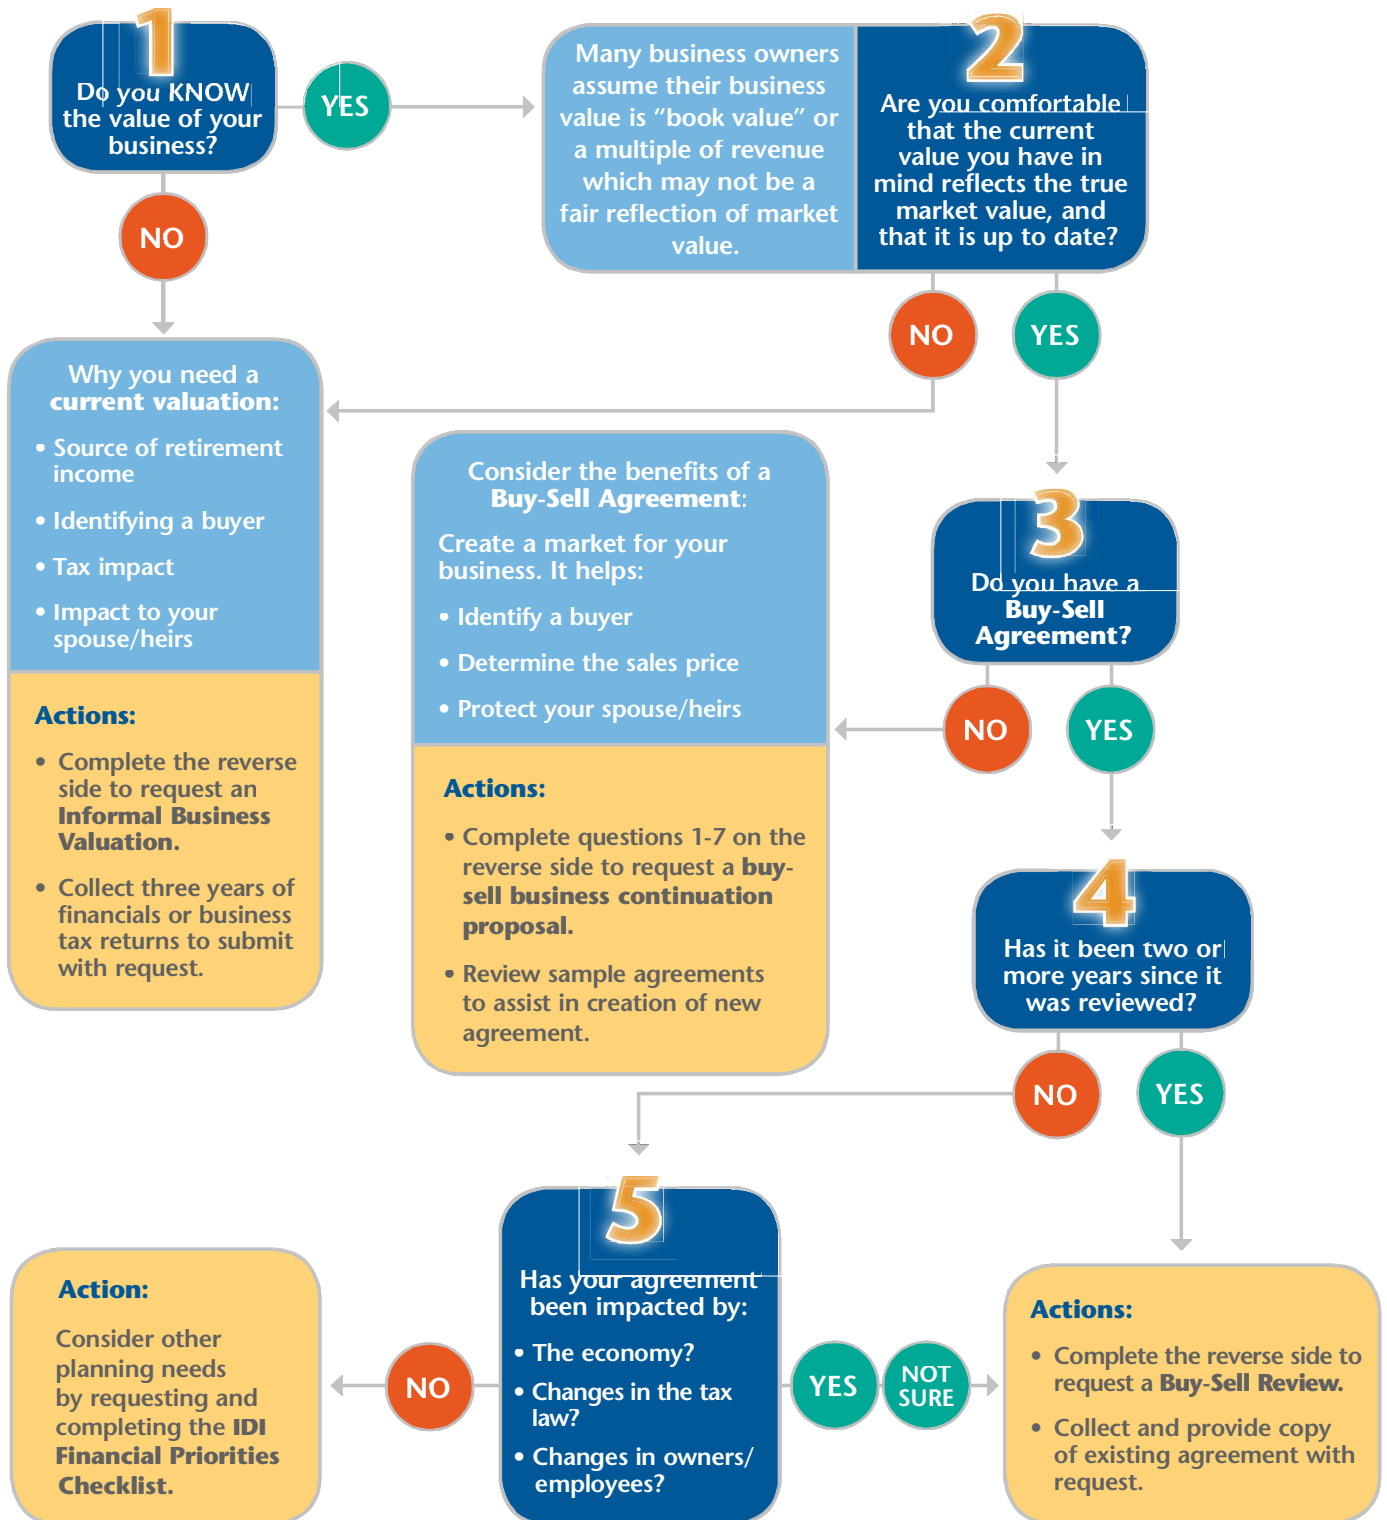 1
Do you KNOW
the value of your
business?
YES
NO
Many business owners
assume their business
value is “book value” or
a multiple of revenue
which may not be a
fair reflection of market
value.
2
Are you comfortable
that the current
value you have in
mind reflects the true
market value, and
that it is up to date?
NO
YES
Why you need a
current valuation:
• Source of retirement
income
• Identifying a buyer
• Tax impact
• Impact to your
spouse/heirs
Actions:
• Complete the reverse
side to request an
Informal Business
Valuation.
• Collect three years of
financials or business
tax returns to submit
with request.
Consider the benefits of a
Buy-Sell Agreement:
Create a market for your
business. It helps:
• Identify a buyer
• Determine the sales price
• Protect your spouse/heirs
Actions:
• Complete questions 1-7 on the
reverse side to request a buy-
sell business continuation
proposal.
• Review sample agreements
to assist in creation of new
agreement.
3
Do you have a
Buy-Sell
Agreement?
NO
YES
4
Has it been two or
more years since it
was reviewed?
NO
YES
5
Has your agreement
been impacted by:
• The economy?
• Changes in the tax
law?
• Changes in owners/
employees?
NO
YES
NOT
SURE
Action:
Consider other
planning needs
by requesting and
completing the IDI
Financial Priorities
Checklist.
Actions:
• Complete the reverse side to
request a Buy-Sell Review.
• Collect and provide copy
of existing agreement with
request.